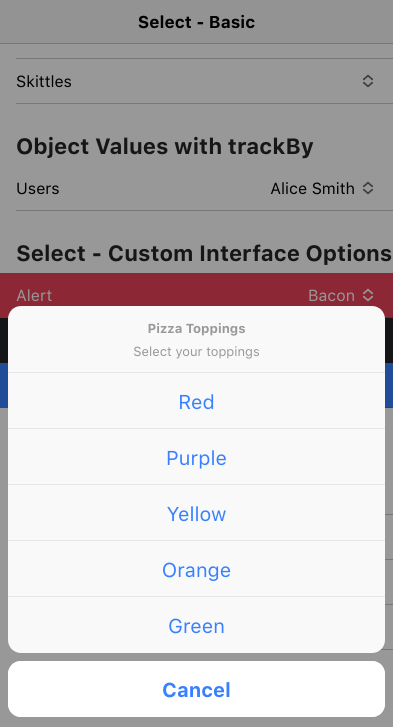 Select - Basic
Skittles
Object Values with trackBy
Users Alice Smith
Select - Custom Interface Options
Alert Bacon
Pizza Toppings
Select your toppings
Red
Purple
Yellow
Orange
Green
Cancel